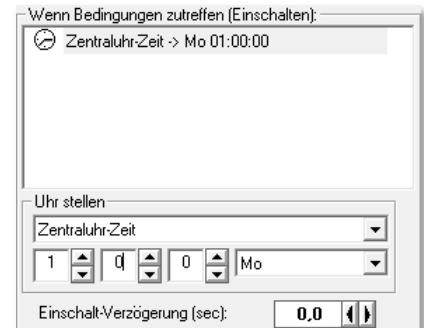 Wenn Bedingungen zutreffen (Einschalten):
Zentraluhr-Zeit -> Mo 01:00:00
Uhr stellen
Zentraluhr-Zeit
1 0 0 Mo
Einschalt-Verzögerung (sec): 0,0